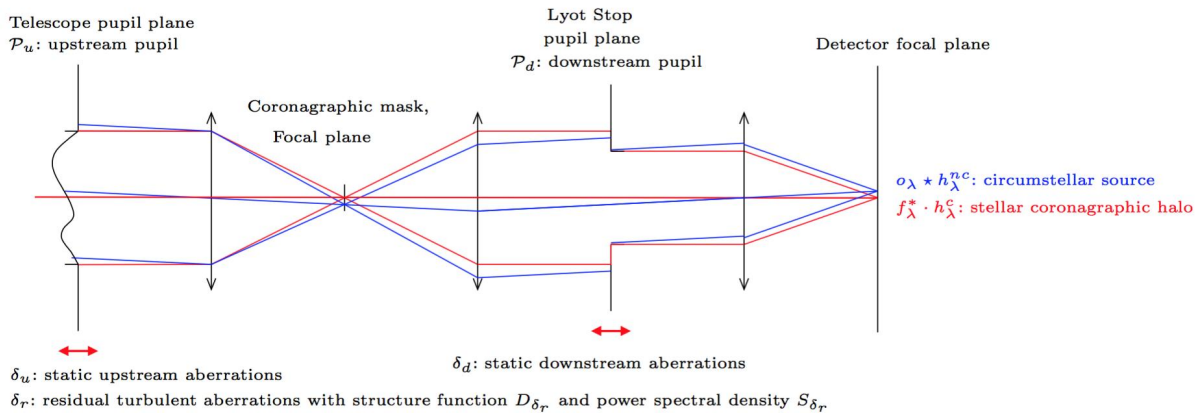 Telescope pupil plane
𝒫ᵤ: upstream pupil
Lyot Stop
pupil plane
𝒫_d: downstream pupil
Detector focal plane
Coronagraphic mask,
Focal plane
o_λ ⋆ h_λ^{nc}: circumstellar source
f_λ^* · h_λ^c: stellar coronagraphic halo
δ_u: static upstream aberrations
δ_d: static downstream aberrations
δ_r: residual turbulent aberrations with structure function D_{δ_r} and power spectral density S_{δ_r}